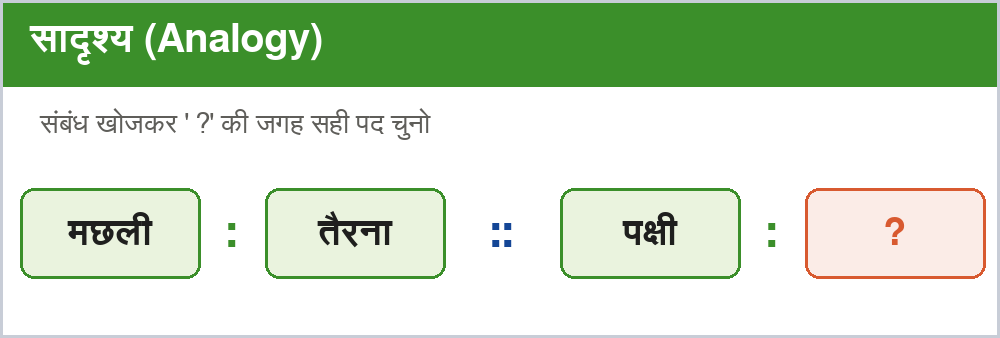 सादृश्य (Analogy)
संबंध खोजकर ' ?' की जगह सही पद चुनो
मछली : तैरना :: पक्षी : ?